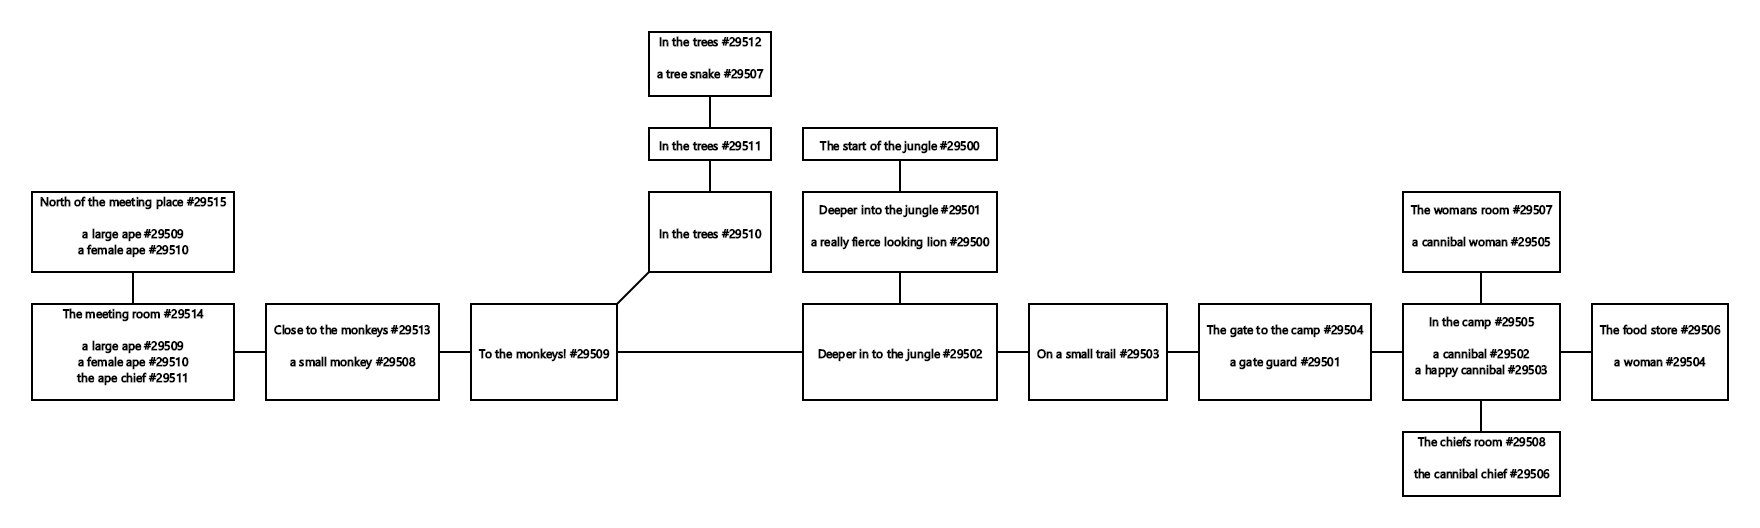 In the trees #29512
a tree snake #29507
In the trees #29511
The start of the jungle #29500
North of the meeting place #29515
a large ape #29509
a female ape #29510
In the trees #29510
Deeper into the jungle #29501
a really fierce looking lion #29500
The womans room #29507
a cannibal woman #29505
The meeting room #29514
a large ape #29509
a female ape #29510
the ape chief #29511
Close to the monkeys #29513
a small monkey #29508
To the monkeys! #29509
Deeper in to the jungle #29502
On a small trail #29503
The gate to the camp #29504
a gate guard #29501
In the camp #29505
a cannibal #29502
a happy cannibal #29503
The food store #29506
a woman #29504
The chiefs room #29508
the cannibal chief #29506